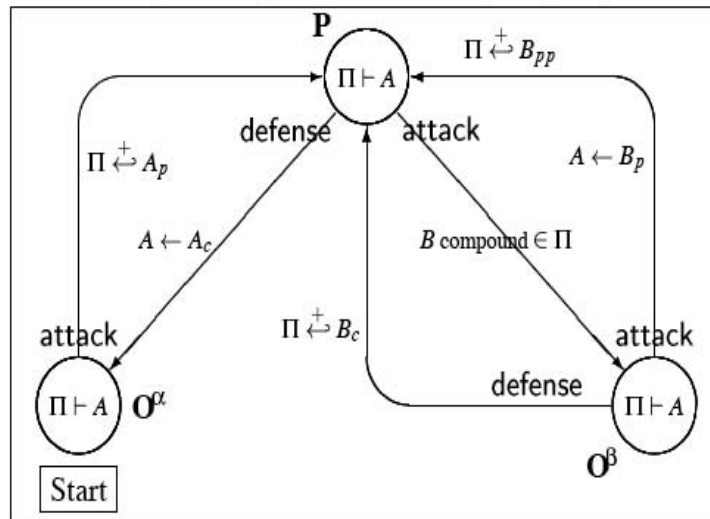 P
Π ⊢ A
Π ↩⁺ B_pp
defense
attack
Π ↩⁺ A_p
A ← B_p
A ← A_c
B compound ∈ Π
Π ↩⁺ B_c
attack
attack
defense
Π ⊢ A
O^α
Π ⊢ A
O^β
Start